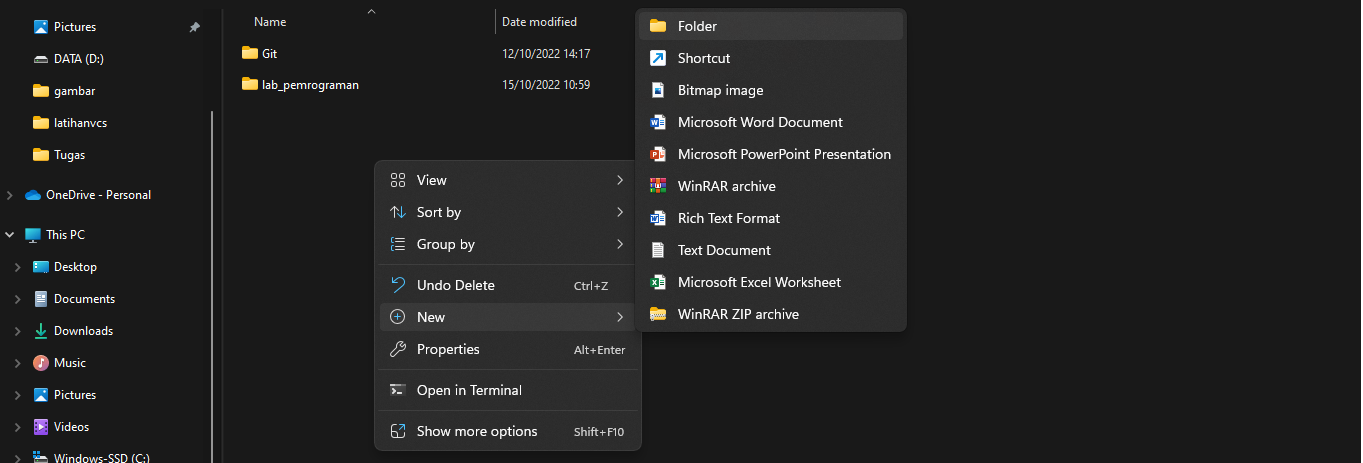 Pictures
DATA (D:)
gambar
latihanvcs
Tugas
OneDrive - Personal
This PC
Desktop
Documents
Downloads
Music
Pictures
Videos
Windows-SSD (C:)
Name Date modified
Git 12/10/2022 14:17
lab_pemrograman 15/10/2022 10:59
View
Sort by
Group by
Undo Delete Ctrl+Z
New
Properties Alt+Enter
Open in Terminal
Show more options Shift+F10
Folder
Shortcut
Bitmap image
Microsoft Word Document
Microsoft PowerPoint Presentation
WinRAR archive
Rich Text Format
Text Document
Microsoft Excel Worksheet
WinRAR ZIP archive